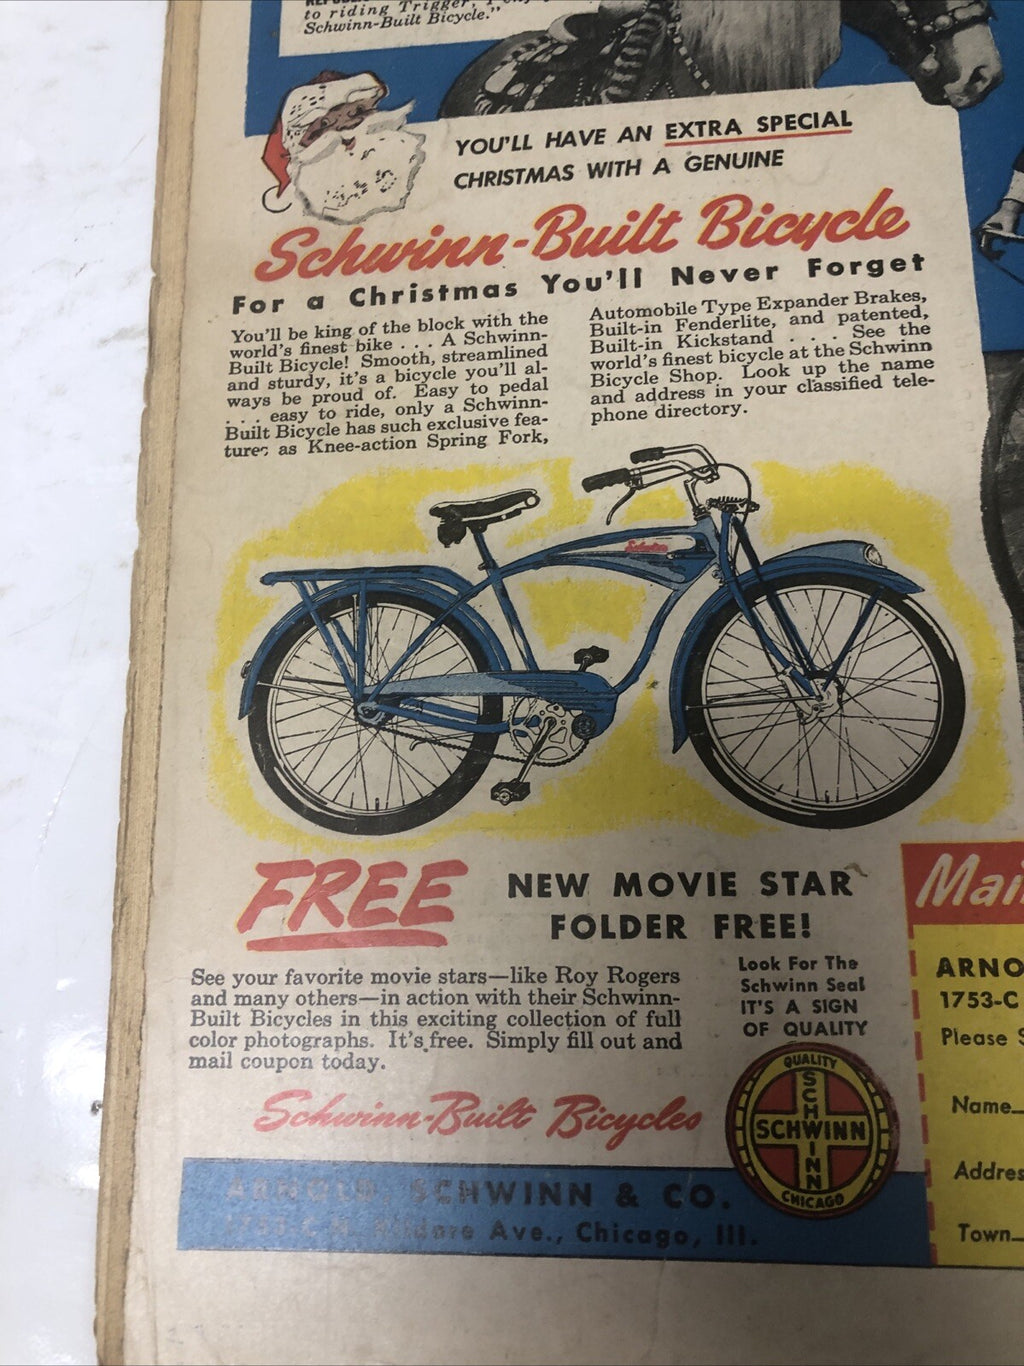 to riding Trigger,
Schwinn-Built Bicycle."
YOU'LL HAVE AN EXTRA SPECIAL
CHRISTMAS WITH A GENUINE
Schwinn-Built Bicycle
For a Christmas You'll Never Forget
You'll be king of the block with the
world's finest bike . . . A Schwinn-
Built Bicycle! Smooth, streamlined
and sturdy, it's a bicycle you'll al-
ways be proud of. Easy to pedal
. . . easy to ride, only a Schwinn-
Built Bicycle has such exclusive fea-
tures as Knee-action Spring Fork,
Automobile Type Expander Brakes,
Built-in Fenderlite, and patented,
Built-in Kickstand . . . See the
world's finest bicycle at the Schwinn
Bicycle Shop. Look up the name
and address in your classified tele-
phone directory.
Schwinn
FREE
NEW MOVIE STAR
FOLDER FREE!
See your favorite movie stars—like Roy Rogers
and many others—in action with their Schwinn-
Built Bicycles in this exciting collection of full
color photographs. It's free. Simply fill out and
mail coupon today.
Look For The
Schwinn Seal
IT'S A SIGN
OF QUALITY
Schwinn-Built Bicycles
QUALITY
SCHWINN
SCHWINN
CHICAGO
ARNOLD, SCHWINN & CO.
Ave., Chicago, Ill.
Mai
ARNO
1753-C
Please S
Name
Addres
Town